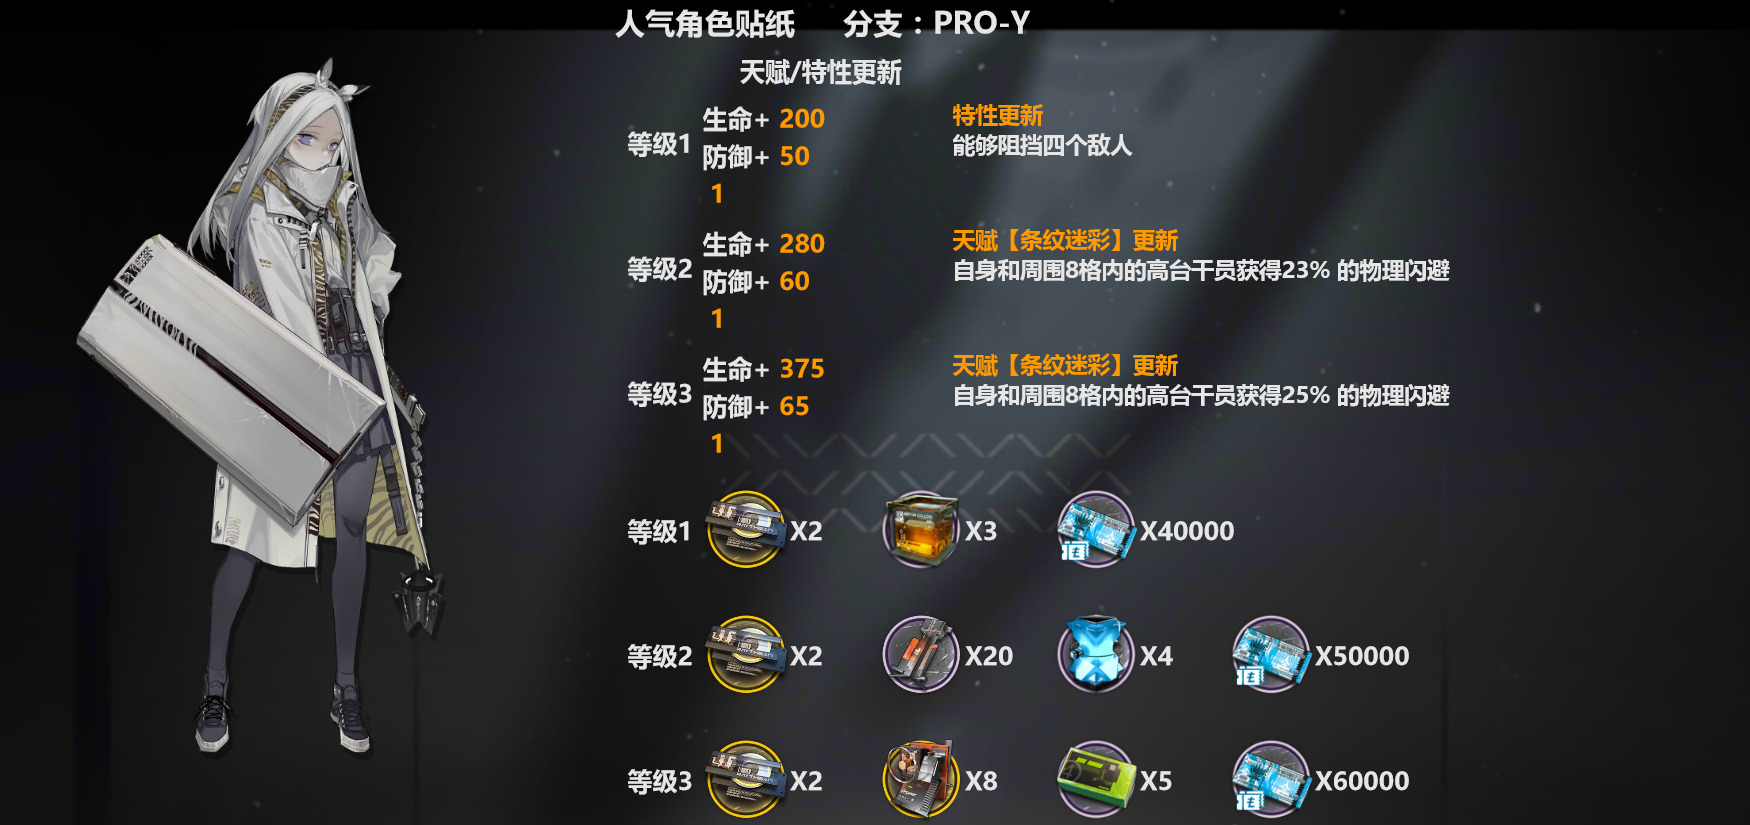 人气角色贴纸 分支：PRO-Y
天赋/特性更新
等级1
生命+ 200
防御+ 50
1
特性更新
能够阻挡四个敌人
等级2
生命+ 280
防御+ 60
1
天赋【条纹迷彩】更新
自身和周围8格内的高台干员获得23% 的物理闪避
等级3
生命+ 375
防御+ 65
1
天赋【条纹迷彩】更新
自身和周围8格内的高台干员获得25% 的物理闪避
等级1 X2 X3 X40000
等级2 X2 X20 X4 X50000
等级3 X2 X8 X5 X60000